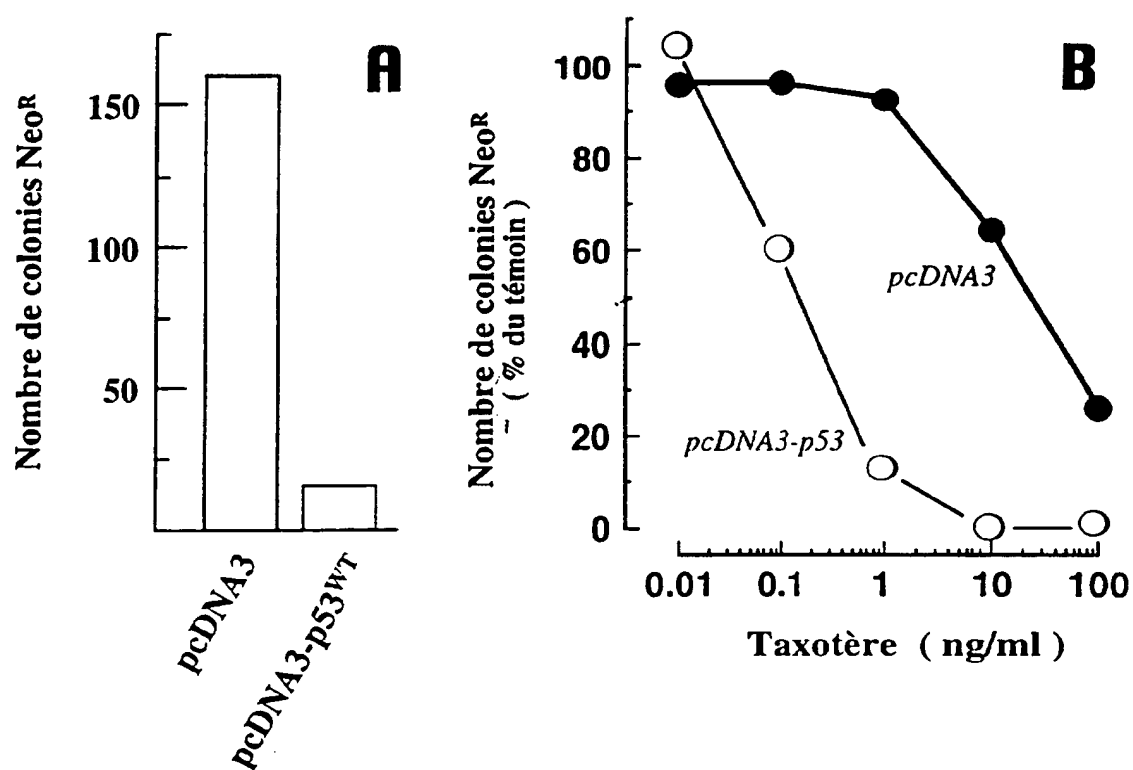 A
Nombre de colonies Neoᴿ
150
100
50
pcDNA3
pcDNA3-p53ᵂᵀ
B
Nombre de colonies Neoᴿ
( % du témoin )
100
80
60
40
20
0
pcDNA3
pcDNA3-p53
0.01 0.1 1 10 100
Taxotère ( ng/ml )